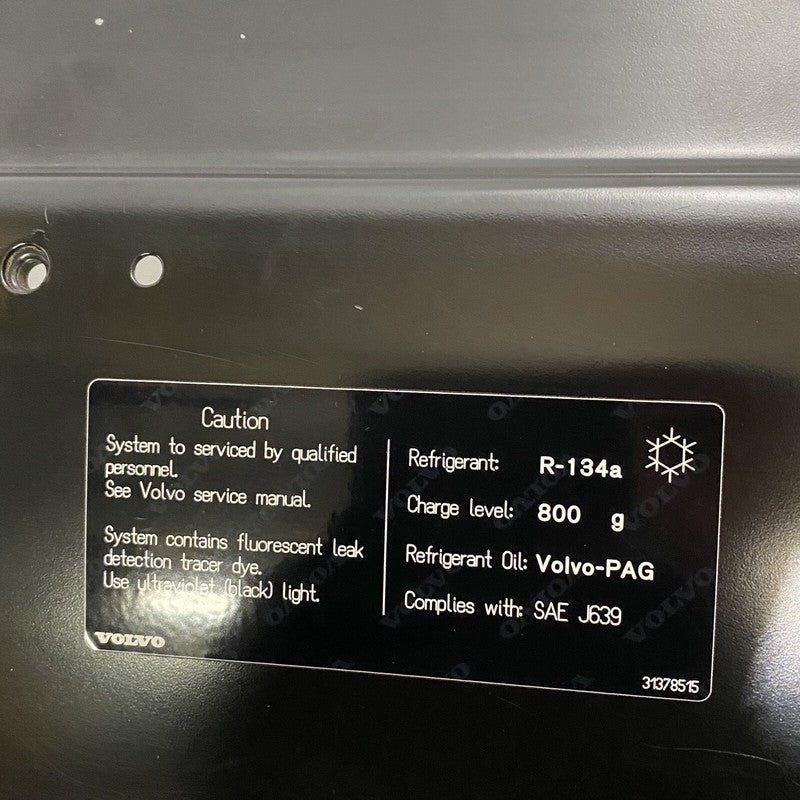 Caution
System to serviced by qualified
personnel.
See Volvo service manual.
System contains fluorescent leak
detection tracer dye.
Use ultraviolet (black) light.
VOLVO
Refrigerant: R-134a
Charge level: 800 g
Refrigerant Oil: Volvo-PAG
Complies with: SAE J639
31378515